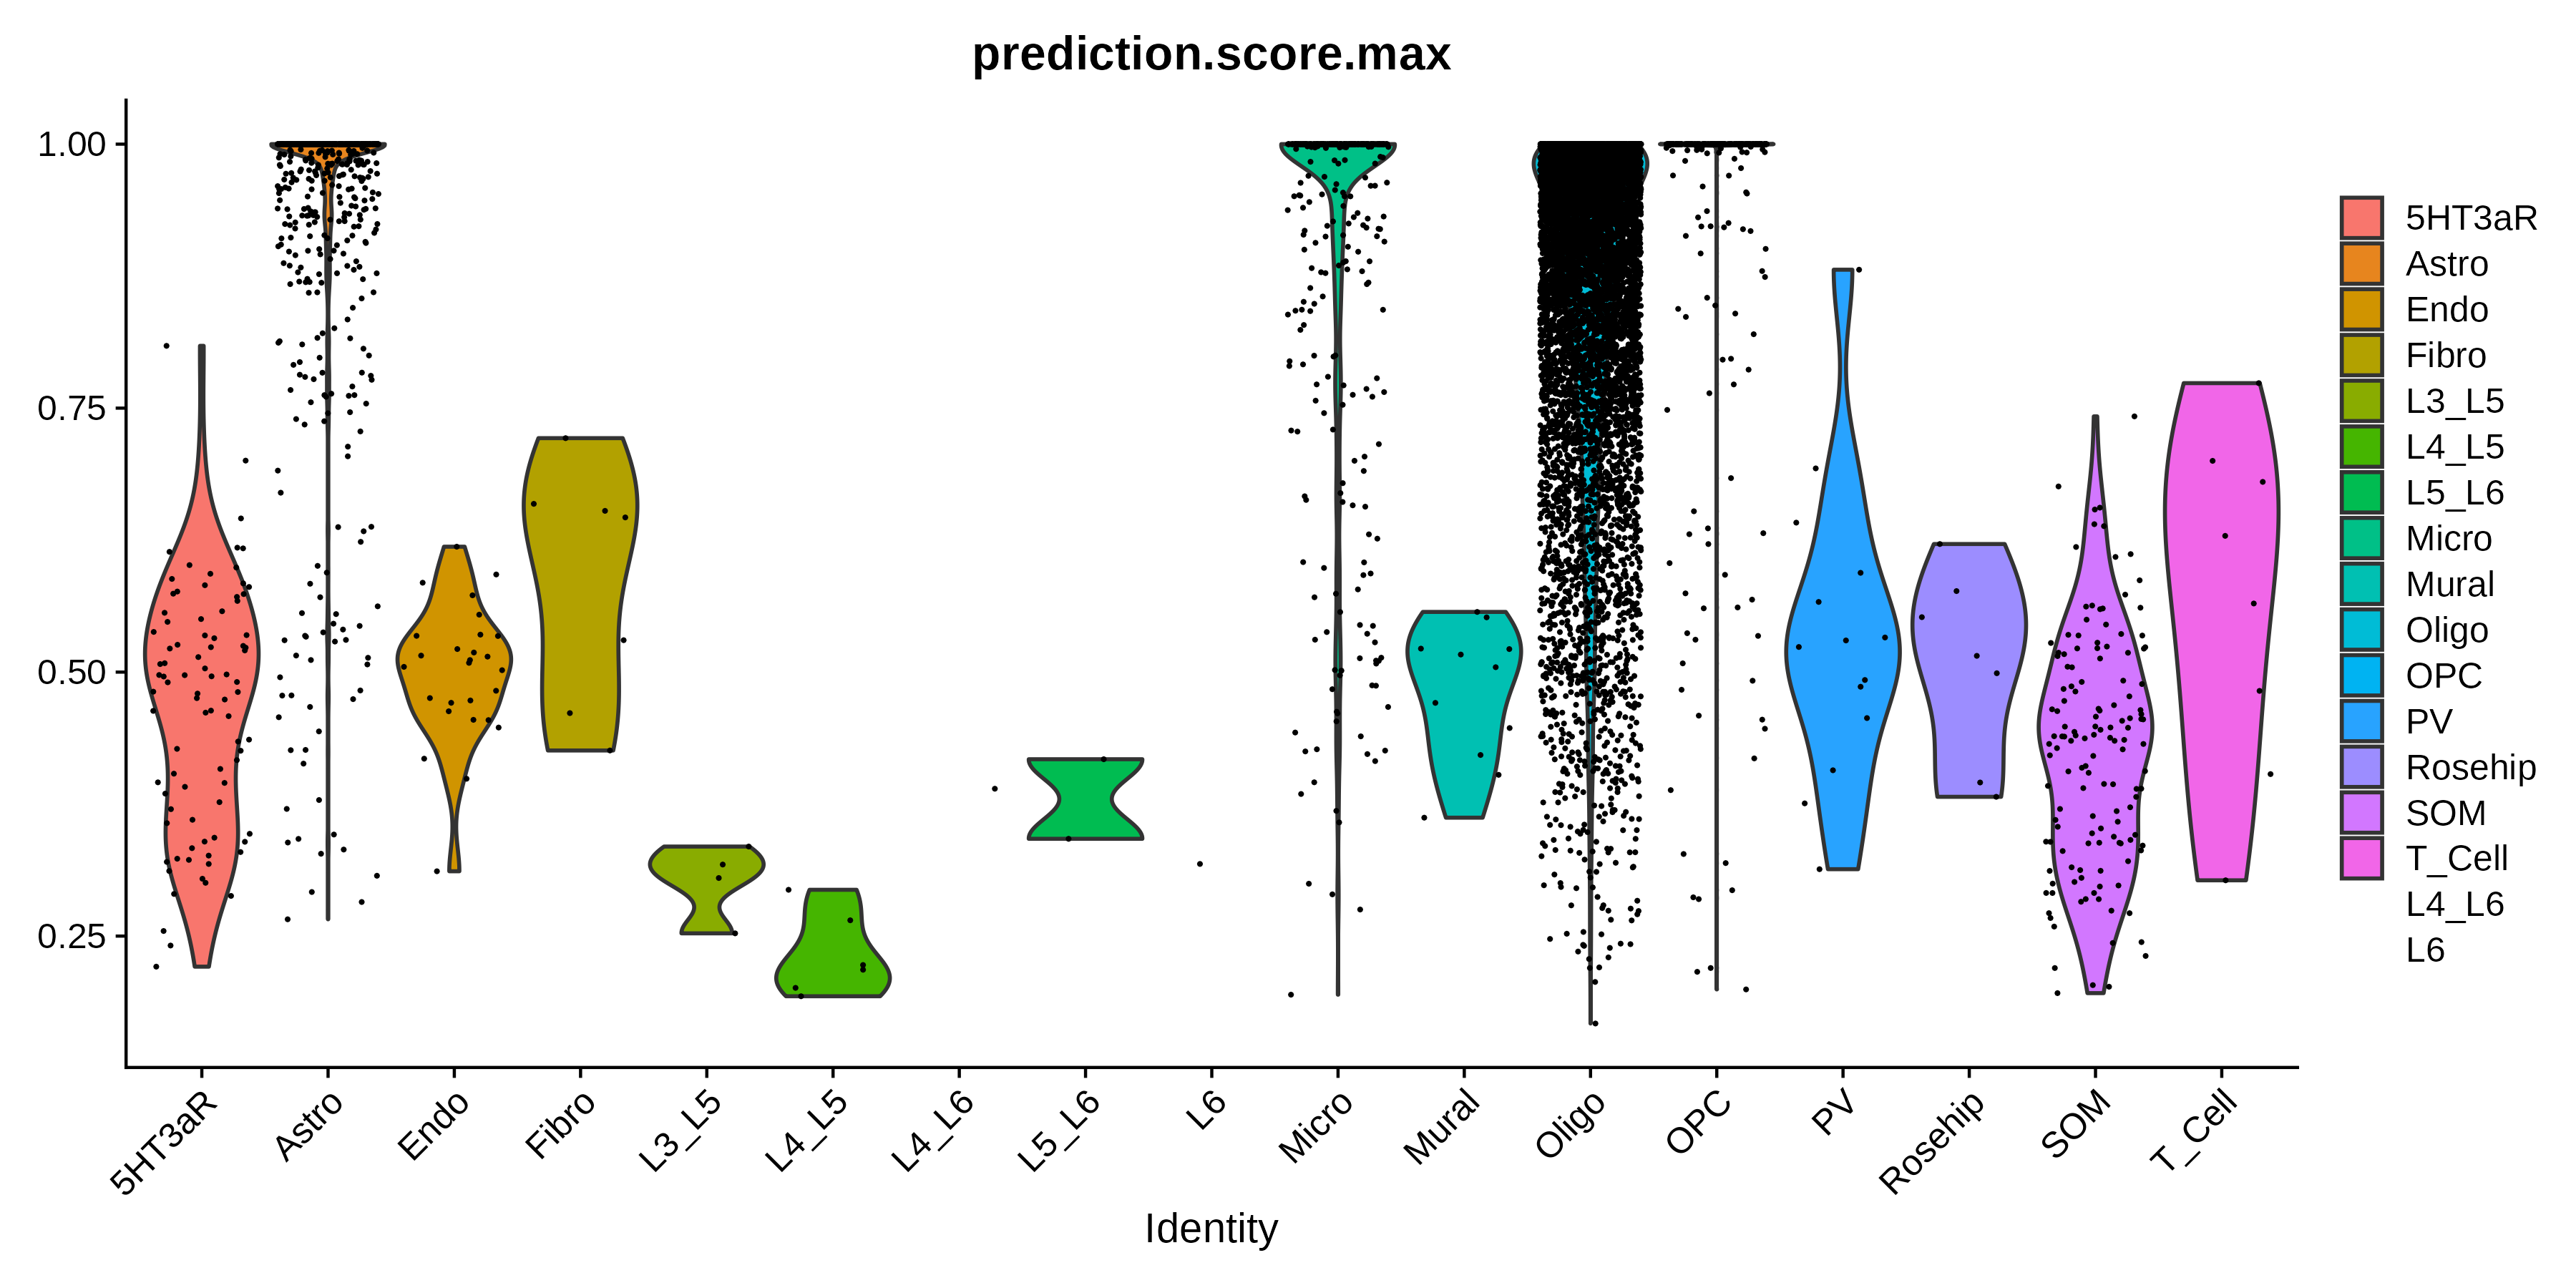 prediction.score.max
1.00
0.75
0.50
0.25
5HT3aR
Astro
Endo
Fibro
L3_L5
L4_L5
L4_L6
L5_L6
L6
Micro
Mural
Oligo
OPC
PV
Rosehip
SOM
T_Cell
Identity
5HT3aR
Astro
Endo
Fibro
L3_L5
L4_L5
L5_L6
Micro
Mural
Oligo
OPC
PV
Rosehip
SOM
T_Cell
L4_L6
L6